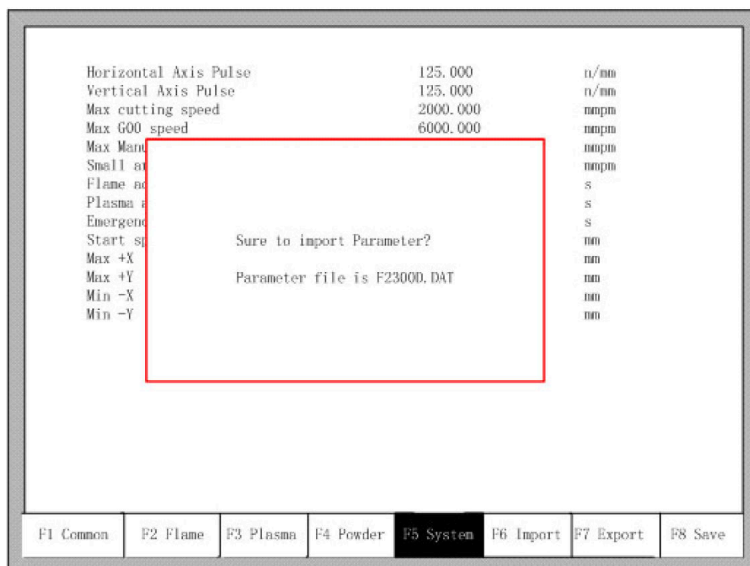 Horizontal Axis Pulse 125.000 n/mm
Vertical Axis Pulse 125.000 n/mm
Max cutting speed 2000.000 mmpm
Max G00 speed 6000.000 mmpm
Max Manu mmpm
Small mmpm
Flame s
Plasma s
Emergenc s
Start sp mm
Max +X mm
Max +Y mm
Min -X mm
Min -Y mm
Sure to import Parameter?
Parameter file is F2300D.DAT
F1 Common F2 Flame F3 Plasma F4 Powder F5 System F6 Import F7 Export F8 Save